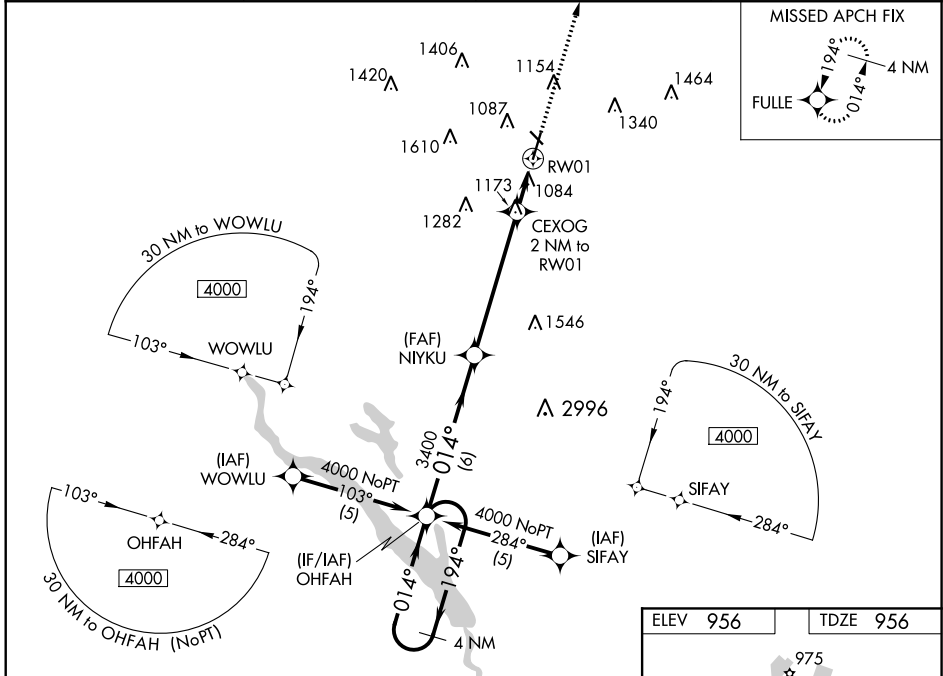 MISSED APCH FIX
194°
4 NM
014°
FULLE
1406
1420
1154
1464
1087
1340
1610
RW01
1173
1084
1282
CEXOG
2 NM to
RW01
30 NM to WOWLU
4000
194°
103°
WOWLU
1546
(FAF)
NIYKU
2996
30 NM to SIFAY
194°
4000
SIFAY
284°
3400
014°
(6)
(IAF)
WOWLU
4000 NoPT
103°
(5)
4000 NoPT
284°
(5)
(IAF)
SIFAY
103°
OHFAH
284°
4000
30 NM to OHFAH (NoPT)
(IF/IAF)
OHFAH
014°
194°
4 NM
ELEV 956
TDZE 956
975